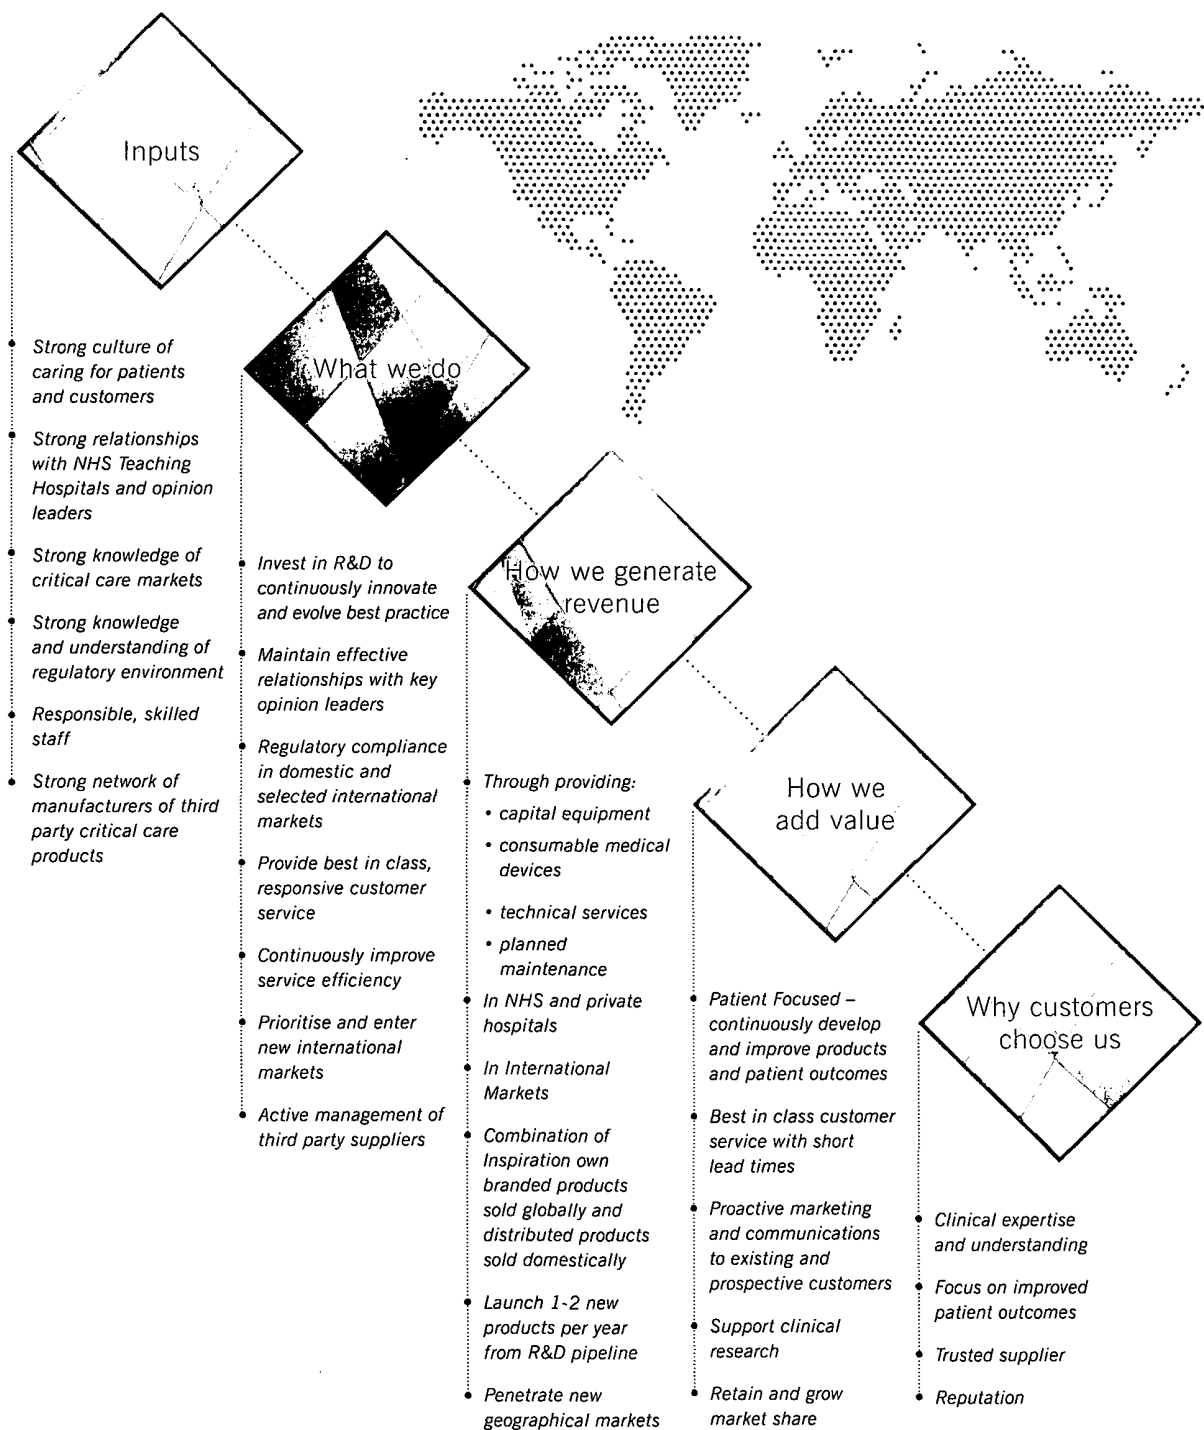 Inputs
Strong culture of
caring for patients
and customers
Strong relationships
with NHS Teaching
Hospitals and opinion
leaders
Strong knowledge of
critical care markets
Strong knowledge
and understanding of
regulatory environment
Responsible, skilled
staff
Strong network of
manufacturers of third
party critical care
products
What we do
Invest in R&D to
continuously innovate
and evolve best practice
Maintain effective
relationships with key
opinion leaders
Regulatory compliance
in domestic and
selected international
markets
Provide best in class,
responsive customer
service
Continuously improve
service efficiency
Prioritise and enter
new international
markets
Active management of
third party suppliers
How we generate
revenue
Through providing:
• capital equipment
• consumable medical
devices
• technical services
• planned
maintenance
In NHS and private
hospitals
In International
Markets
Combination of
Inspiration own
branded products
sold globally and
distributed products
sold domestically
Launch 1-2 new
products per year
from R&D pipeline
Penetrate new
geographical markets
How we
add value
Patient Focused –
continuously develop
and improve products
and patient outcomes
Best in class customer
service with short
lead times
Proactive marketing
and communications
to existing and
prospective customers
Support clinical
research
Retain and grow
market share
Why customers
choose us
Clinical expertise
and understanding
Focus on improved
patient outcomes
Trusted supplier
Reputation